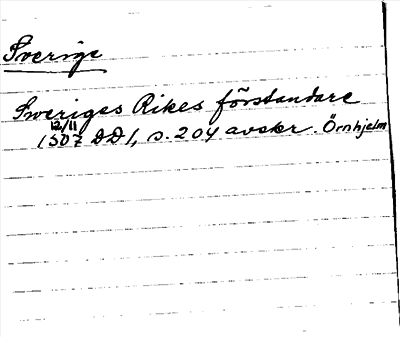 Sverige
Sveriges Rikes förstandare
12/11
1507 DD1, s. 204 avskr. Örnhjelm